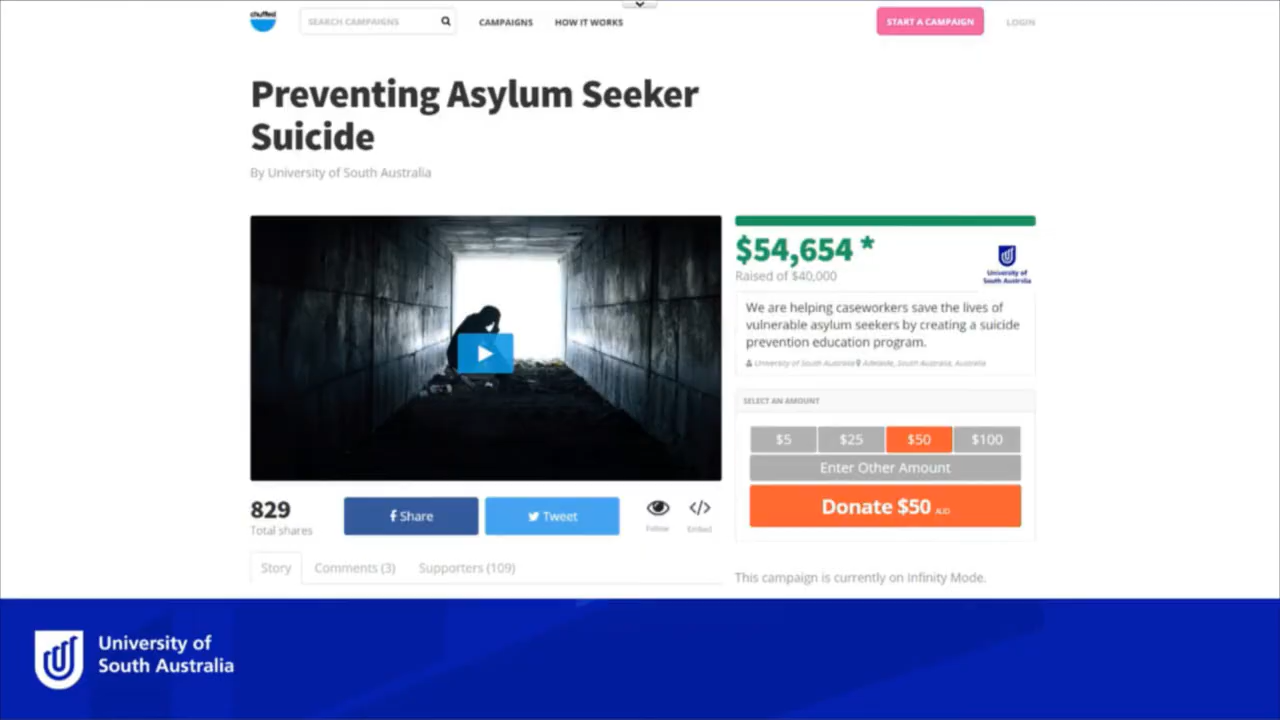 chuffed
SEARCH CAMPAIGNS
CAMPAIGNS
HOW IT WORKS
START A CAMPAIGN
LOGIN
Preventing Asylum Seeker
Suicide
By University of South Australia
$54,654 *
Raised of $40,000
University of
South Australia
We are helping caseworkers save the lives of
vulnerable asylum seekers by creating a suicide
prevention education program.
University of South Australia Adelaide, South Australia, Australia
SELECT AN AMOUNT
$5
$25
$50
$100
Enter Other Amount
Donate $50 AUD
829
Total shares
Share
Tweet
Follow
</>
Embed
Story
Comments (3)
Supporters (109)
This campaign is currently on Infinity Mode.
University of
South Australia